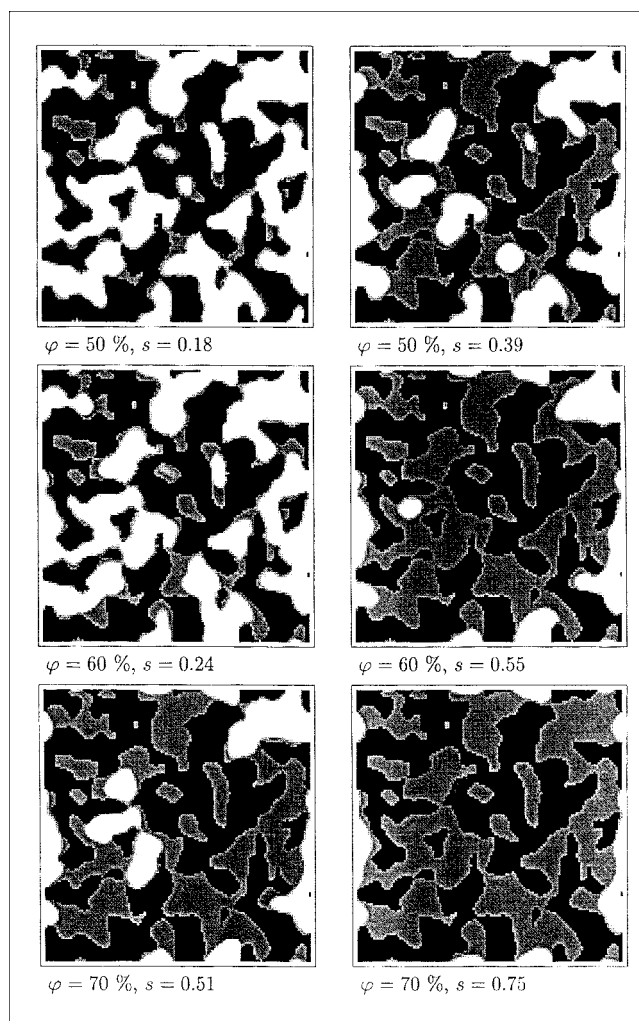 φ = 50 %, s = 0.18
φ = 50 %, s = 0.39
φ = 60 %, s = 0.24
φ = 60 %, s = 0.55
φ = 70 %, s = 0.51
φ = 70 %, s = 0.75